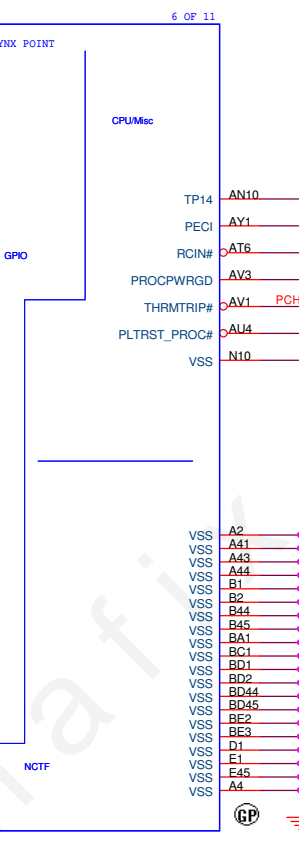 6 OF 11
YNX POINT
CPU/Misc
TP14 AN10
PECI AY1
GPIO
RCIN# AT6
PROCPWRGD AV3
THRMTRIP# AV1 PCH
PLTRST_PROC# AU4
VSS N10
VSS A2
VSS A41
VSS A43
VSS A44
VSS B1
VSS B2
VSS B44
VSS B45
VSS BA1
VSS BC1
VSS BD1
VSS BD2
VSS BD44
VSS BD45
VSS BE2
VSS BE3
VSS D1
VSS E1
VSS E45
VSS A4
NCTF
GP
afix